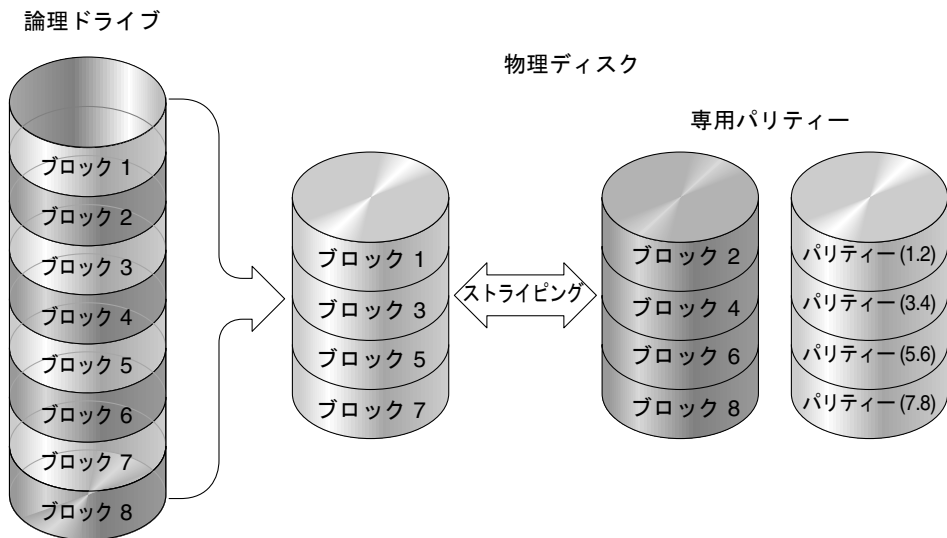 論理ドライブ
物理ディスク
専用パリティー
ブロック 1
ブロック 2
ブロック 3
ブロック 4
ブロック 5
ブロック 6
ブロック 7
ブロック 8
ブロック 1
ブロック 3
ブロック 5
ブロック 7
ストライピング
ブロック 2
ブロック 4
ブロック 6
ブロック 8
パリティー (1.2)
パリティー (3.4)
パリティー (5.6)
パリティー (7.8)